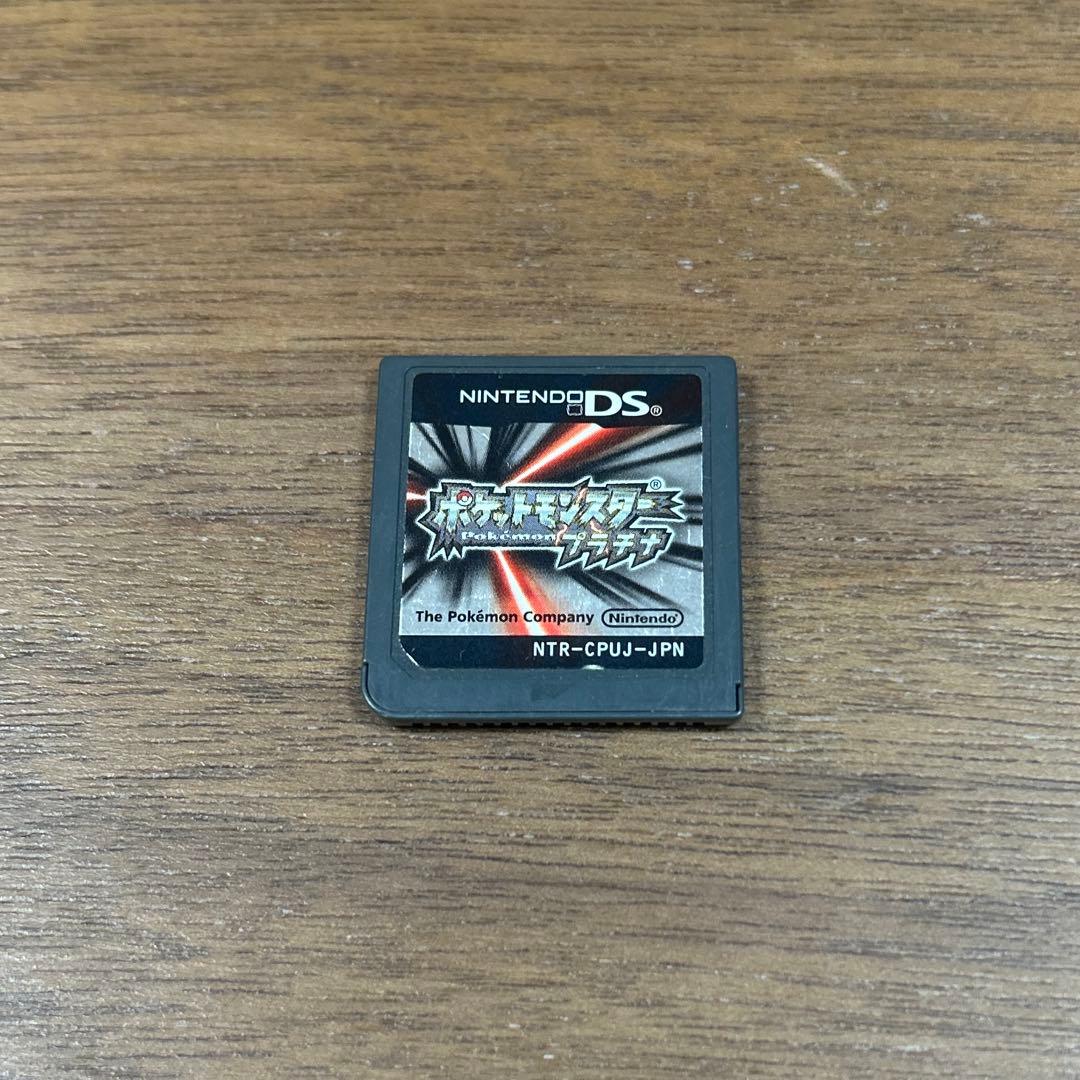 NINTENDO DS®
ポケットモンスター®
Pokémon プラチナ
The Pokémon Company Nintendo®
NTR-CPUJ-JPN